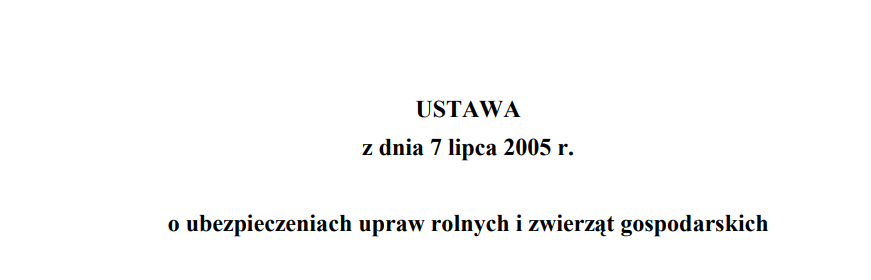 USTAWA
z dnia 7 lipca 2005 r.
o ubezpieczeniach upraw rolnych i zwierząt gospodarskich